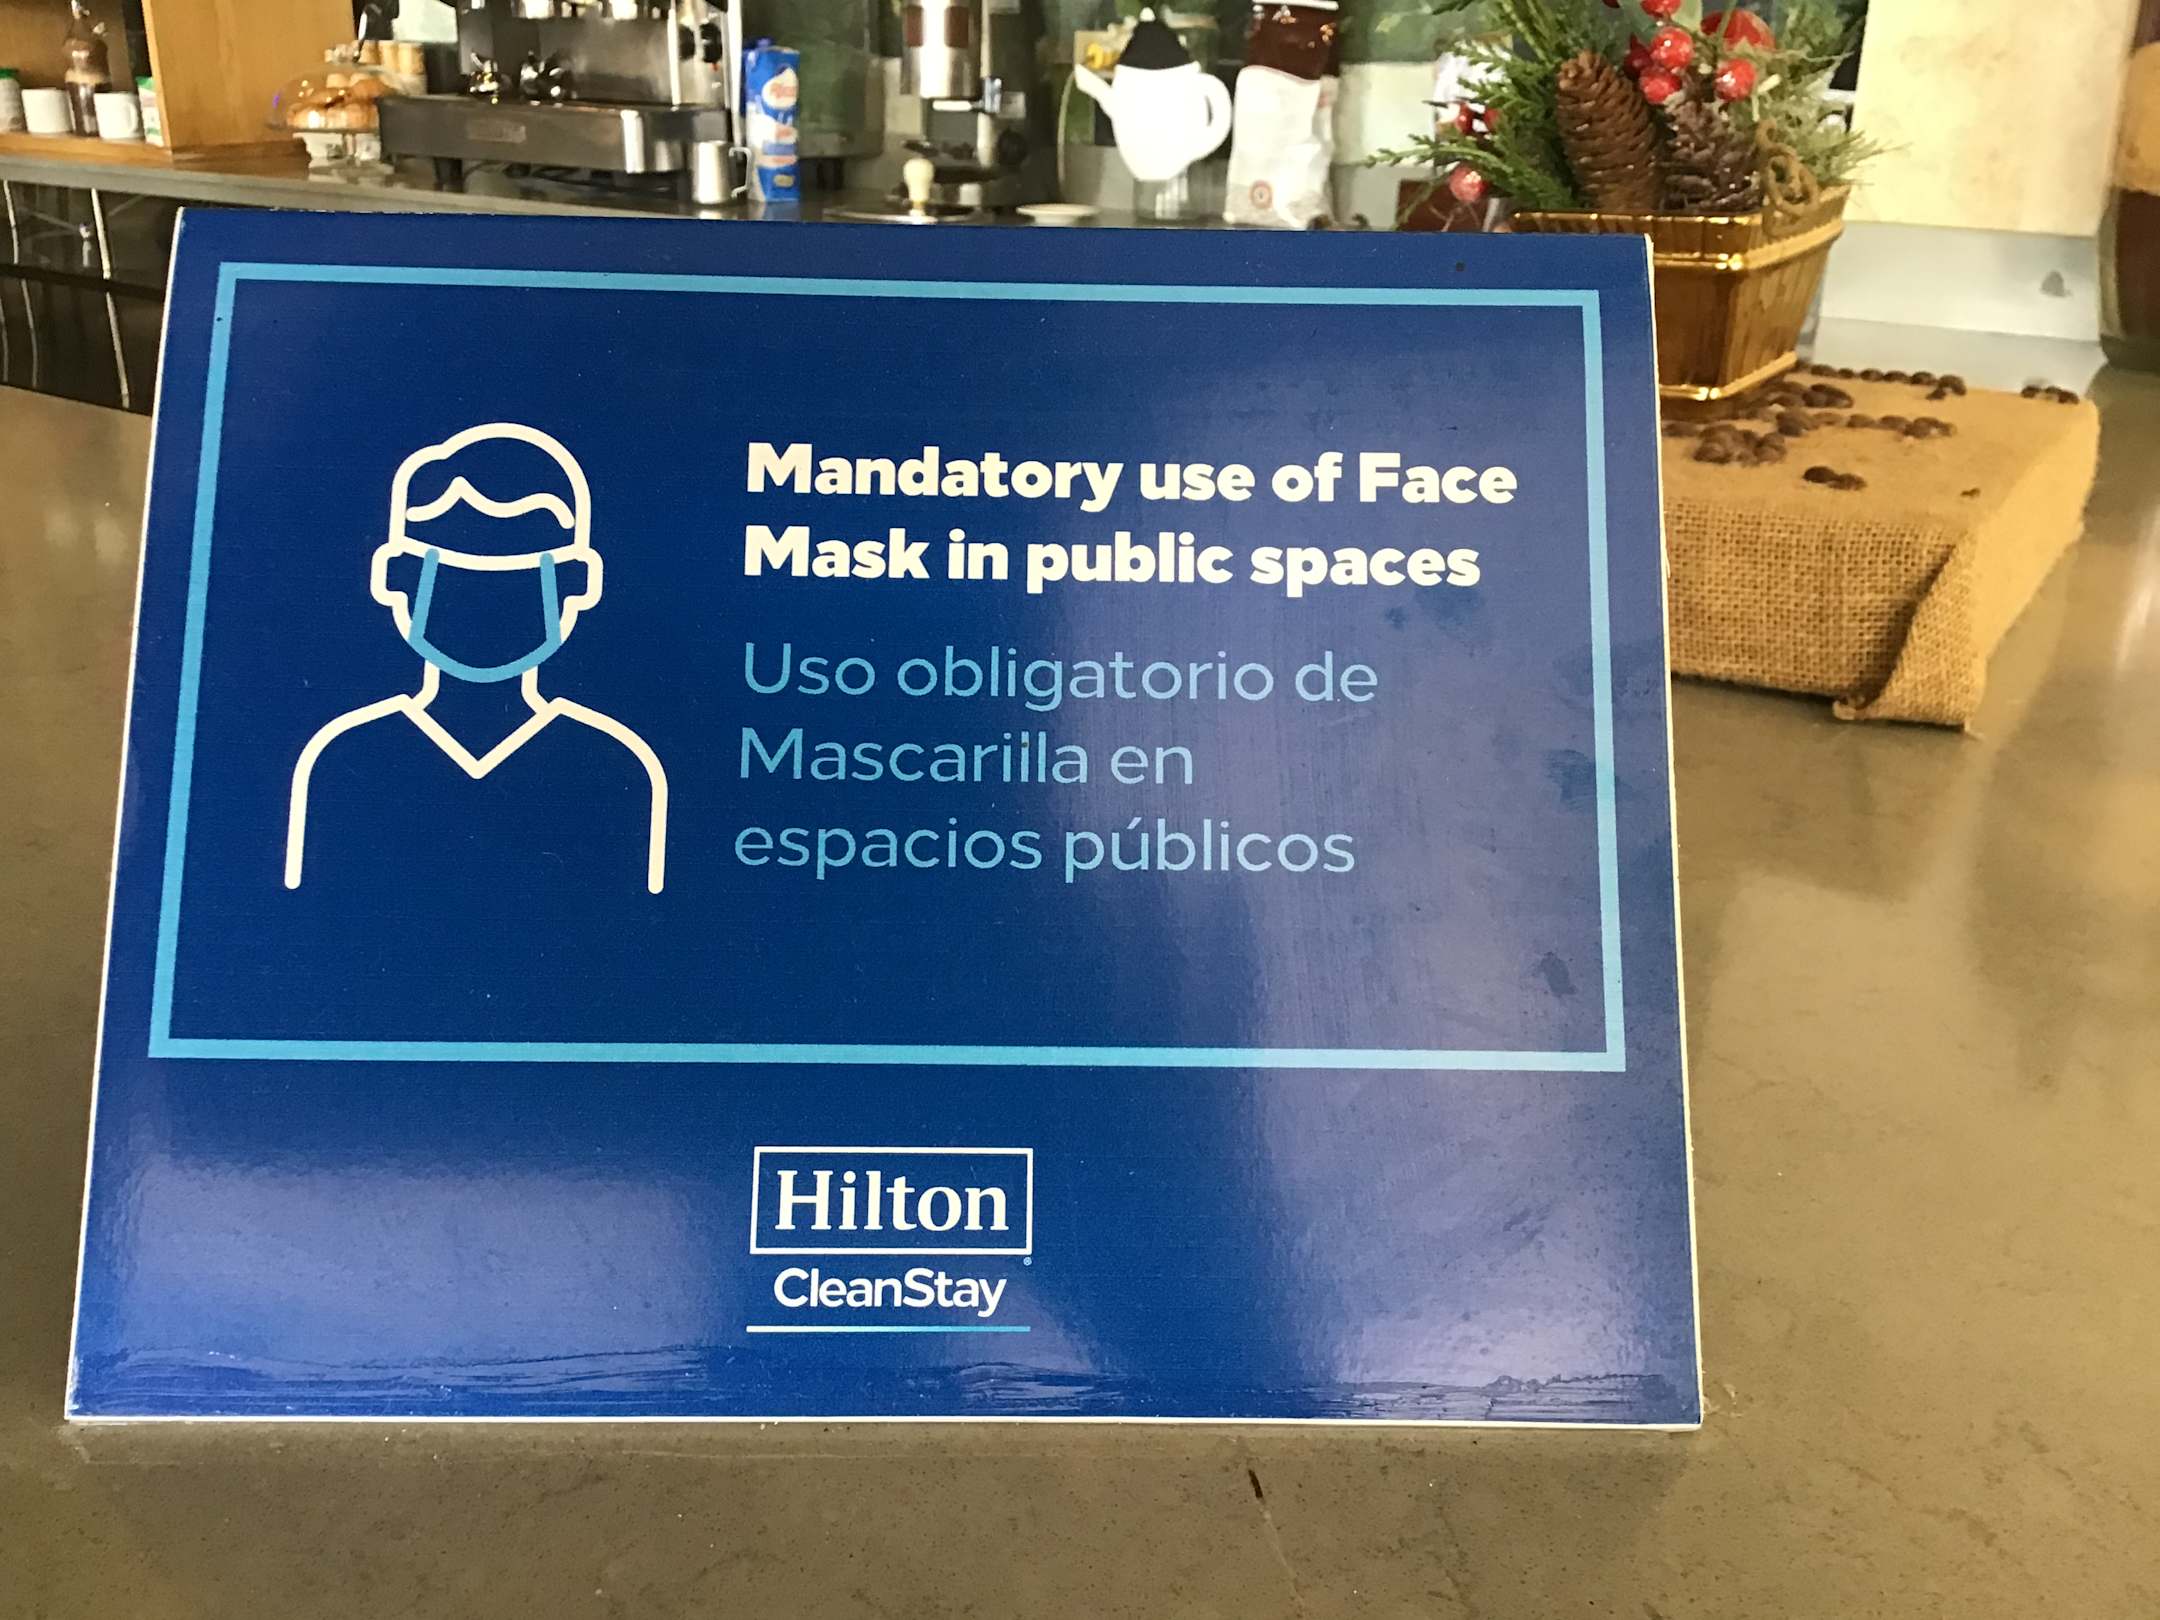 Mandatory use of Face
Mask in public spaces
Uso obligatorio de
Mascarilla en
espacios públicos
Hilton
CleanStay